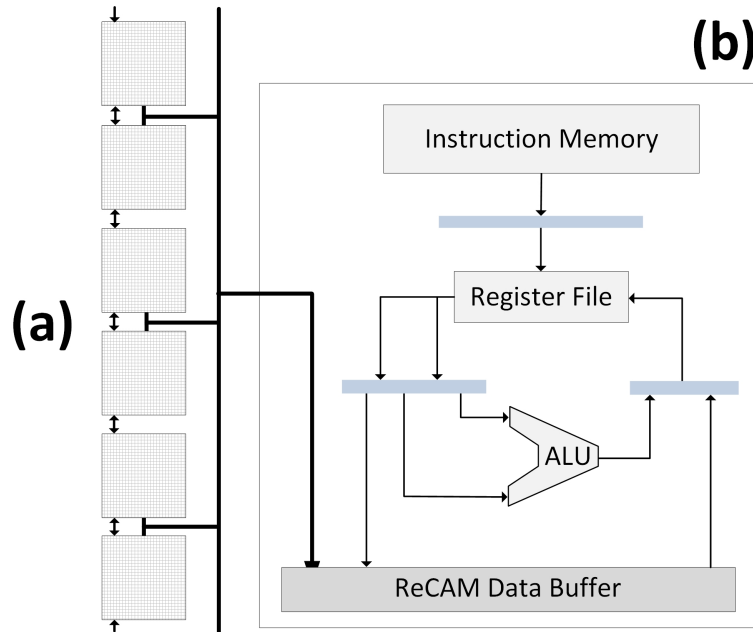 (a)
(b)
Instruction Memory
Register File
ALU
ReCAM Data Buffer